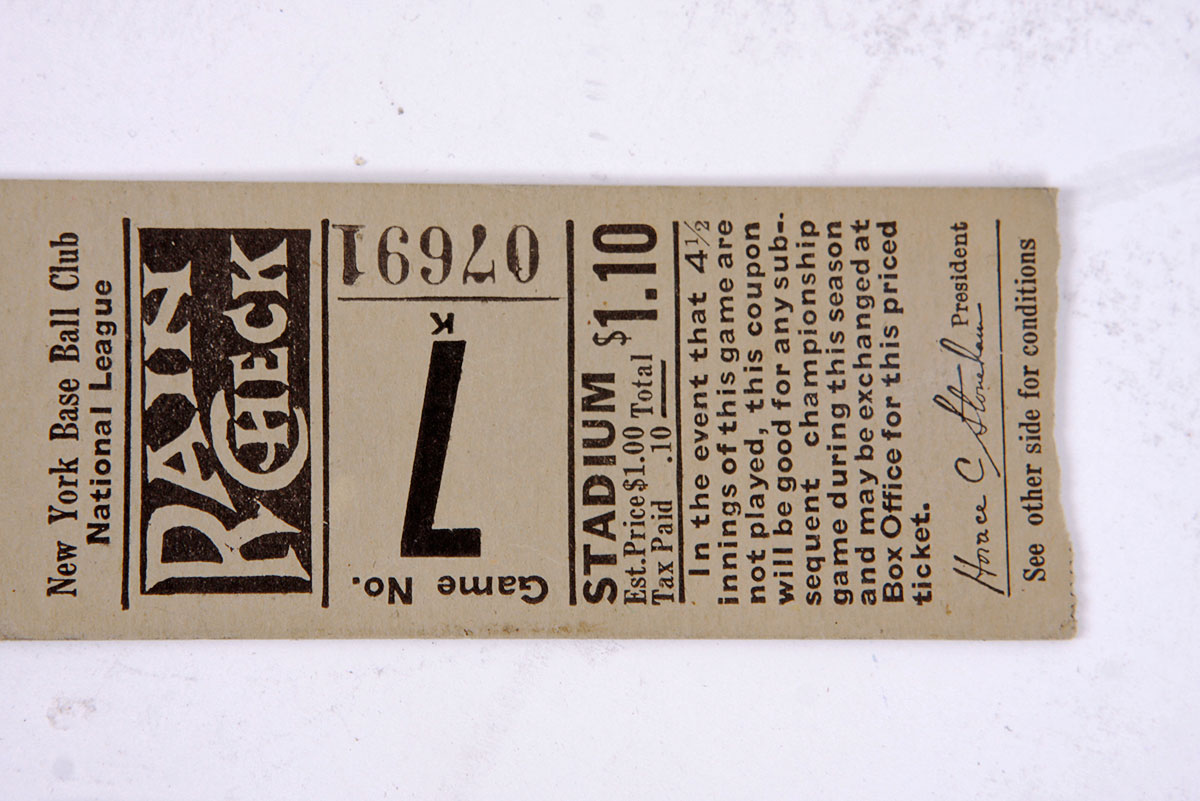 New York Base Ball Club
National League
RAIN
CHECK
Game No.
7
K
07691
STADIUM $1.10
Est. Price $1.00 Total
Tax Paid .10
In the event that 4½
innings of this game are
not played, this coupon
will be good for any sub-
sequent championship
game during this season
and may be exchanged at
Box Office for this priced
ticket.
Horace C Stoneham President
See other side for conditions